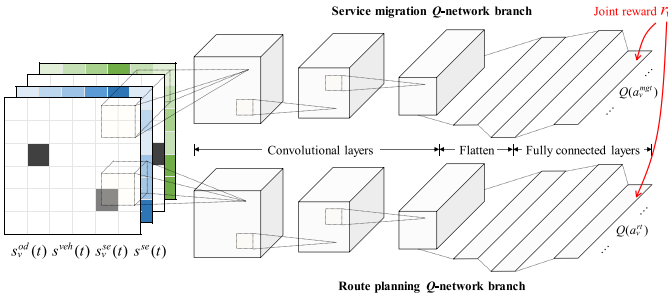 Service migration Q-network branch
Joint reward r
Q(a_v^{mgt})
Convolutional layers
Flatten
Fully connected layers
Q(a_v^{rt})
s_v^{od}(t) s^{veh}(t) s_v^{se}(t) s^{se}(t)
Route planning Q-network branch